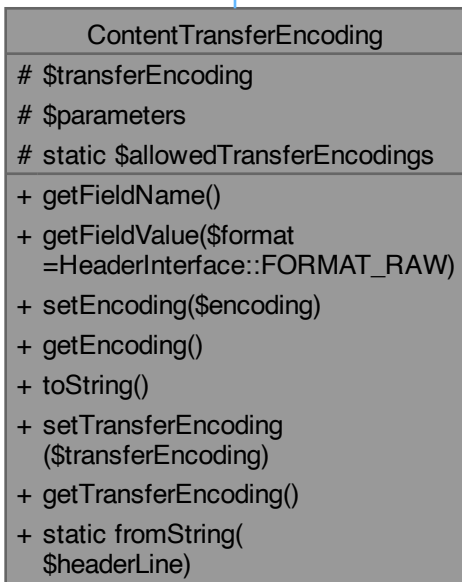 ContentTransferEncoding
# $transferEncoding
# $parameters
# static $allowedTransferEncodings
+ getFieldName()
+ getFieldValue($format
=HeaderInterface::FORMAT_RAW)
+ setEncoding($encoding)
+ getEncoding()
+ toString()
+ setTransferEncoding
($transferEncoding)
+ getTransferEncoding()
+ static fromString(
$headerLine)